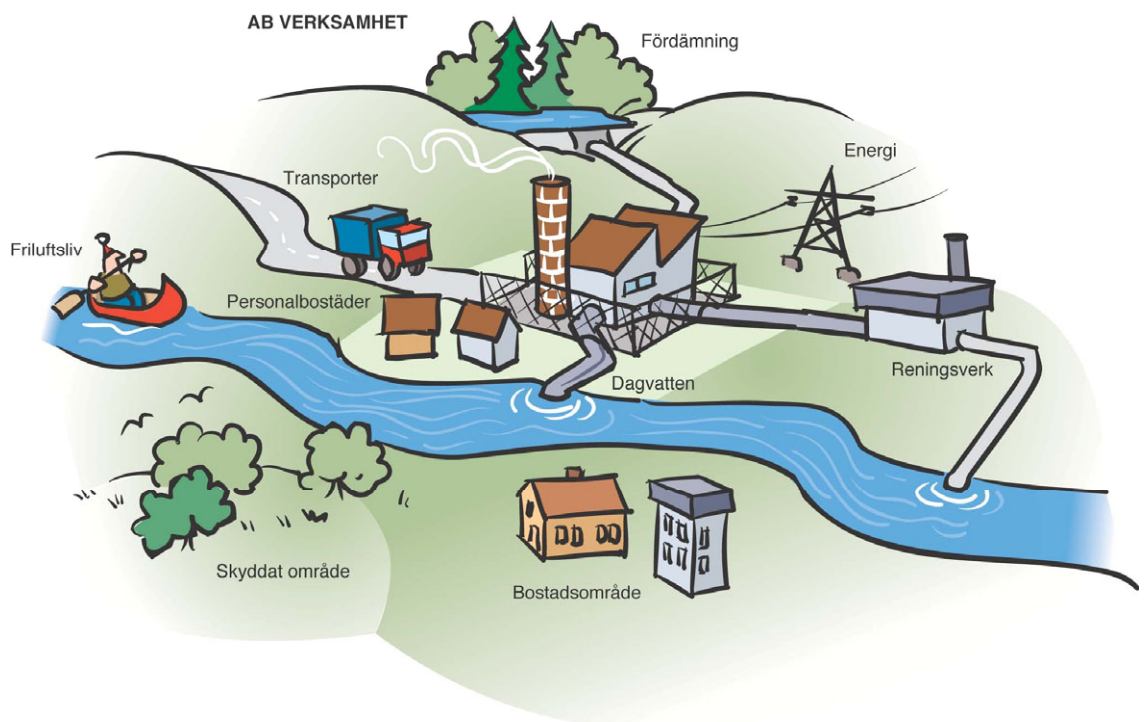 AB VERKSAMHET
Fördämning
Energi
Transporter
Friluftsliv
Personalbostäder
Reningsverk
Dagvatten
Skyddat område
Bostadsområde